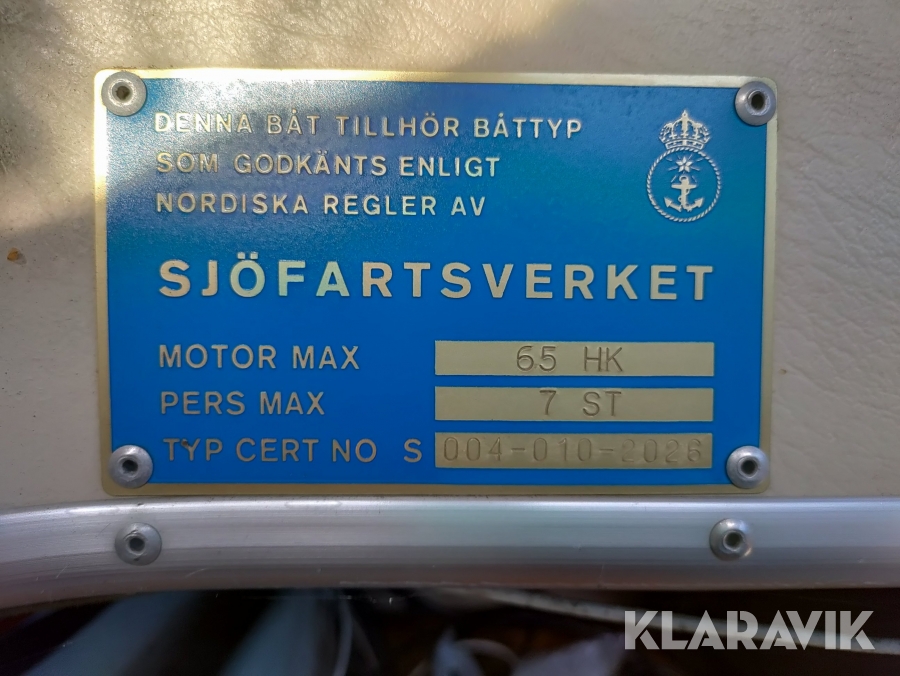 KLARAVIK
DENNA BÅT TILLHÖR BÅTTYP
SOM GODKÄNTS ENLIGT
NORDISKA REGLER AV
SJÖFARTSVERKET
MOTOR MAX 65 HK
PERS MAX 7 ST
TYP CERT NO S 004-010-2026
KLARAVIK